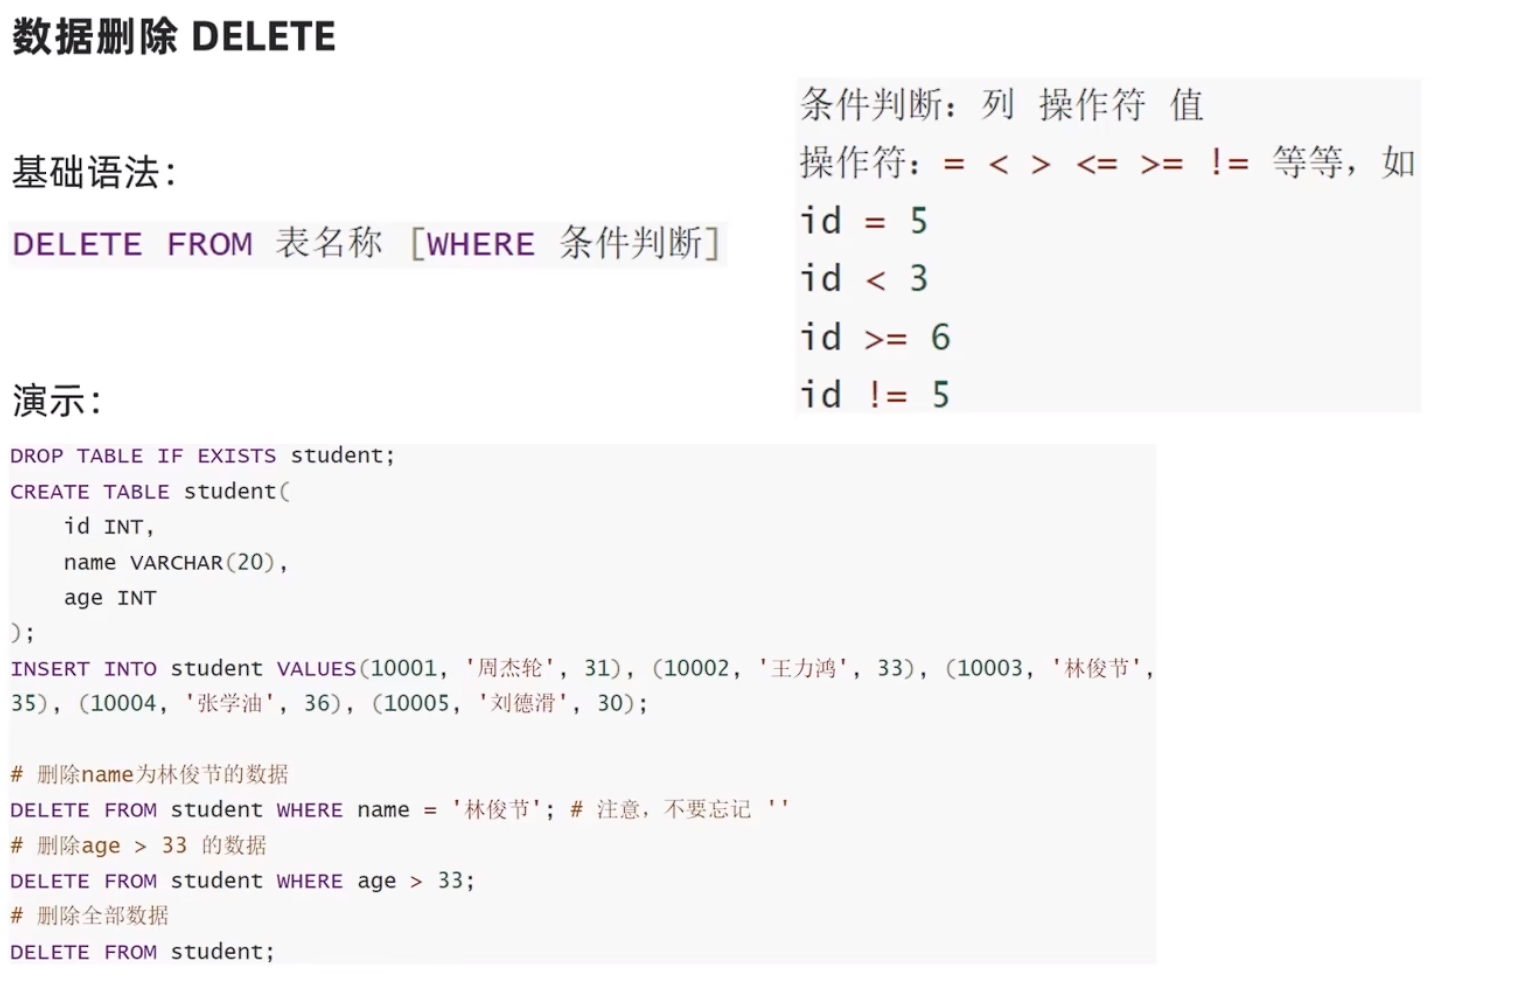 数据删除 DELETE
基础语法：
DELETE FROM 表名称 [WHERE 条件判断]
条件判断：列 操作符 值
操作符：= < > <= >= != 等等，如
id = 5
id < 3
id >= 6
id != 5
演示：
DROP TABLE IF EXISTS student;
CREATE TABLE student(
    id INT,
    name VARCHAR(20),
    age INT
);
INSERT INTO student VALUES(10001, '周杰轮', 31), (10002, '王力鸿', 33), (10003, '林俊节',
35), (10004, '张学油', 36), (10005, '刘德滑', 30);
# 删除name为林俊节的数据
DELETE FROM student WHERE name = '林俊节'; # 注意，不要忘记 ''
# 删除age > 33 的数据
DELETE FROM student WHERE age > 33;
# 删除全部数据
DELETE FROM student;